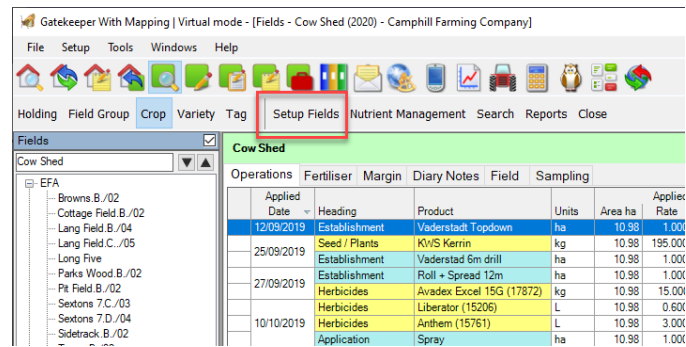 Gatekeeper With Mapping | Virtual mode - [Fields - Cow Shed (2020) - Camphill Farming Company]
File Setup Tools Windows Help
Holding Field Group Crop Variety Tag Setup Fields Nutrient Management Search Reports Close
Fields
Cow Shed
EFA
Browns.B./02
Cottage Field.B./02
Lang Field.B./04
Lang Field.C../05
Long Five
Parks Wood.B./02
Pit Field.B./02
Sextons 7.C./03
Sextons 7.D./04
Sidetrack.B./02
Cow Shed
Operations Fertiliser Margin Diary Notes Field Sampling
Applied Date Heading Product Units Area ha Applied Rate
12/09/2019 Establishment Vaderstadt Topdown ha 10.98 1.000
25/09/2019 Seed / Plants KWS Kerrin kg 10.98 195.000
Establishment Vaderstad 6m drill ha 10.98 1.000
27/09/2019 Establishment Roll + Spread 12m ha 10.98 1.000
Herbicides Avadex Excel 15G (17872) kg 10.98 15.000
10/10/2019 Herbicides Liberator (15206) L 10.98 0.600
Herbicides Anthem (15761) L 10.98 3.000
Application Spray ha 10.98 1.000